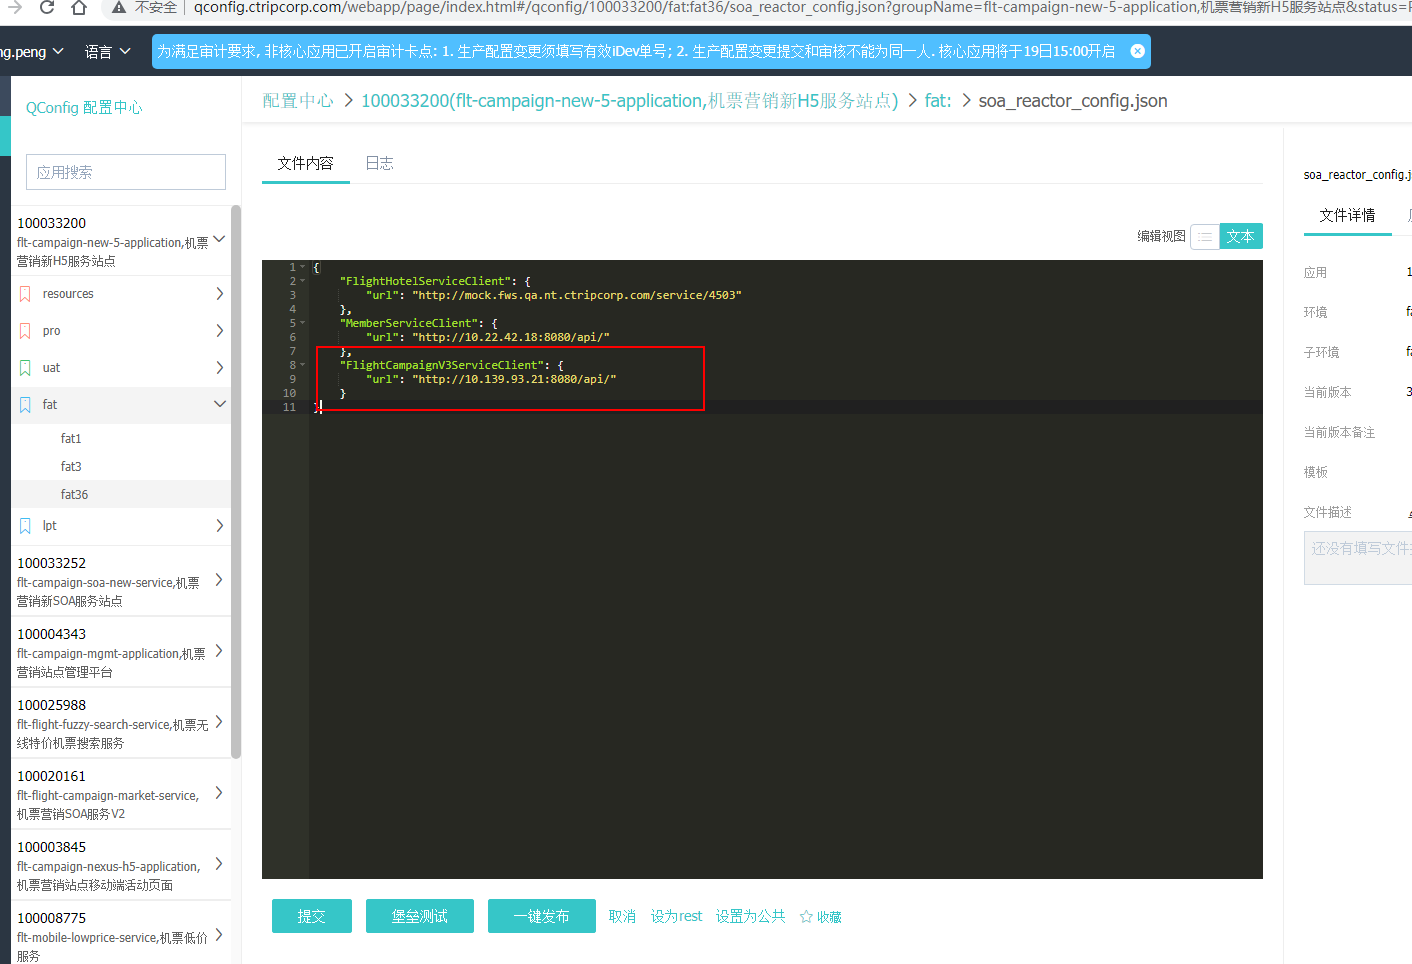 不安全 qconfig.ctripcorp.com/webapp/page/index.html#/qconfig/100033200/fat:fat36/soa_reactor_config.json?groupName=flt-campaign-new-5-application,机票营销新H5服务站点&status=
ng.peng 语言 为满足审计要求, 非核心应用已开启审计卡点: 1. 生产配置变更须填写有效iDev单号; 2. 生产配置变更提交和审核不能为同一人. 核心应用将于19日15:00开启
QConfig 配置中心
配置中心 > 100033200(flt-campaign-new-5-application,机票营销新H5服务站点) > fat: > soa_reactor_config.json
应用搜索
文件内容 日志
编辑视图 文本
100033200
flt-campaign-new-5-application,机票
营销新H5服务站点
resources
pro
uat
fat
fat1
fat3
fat36
lpt
100033252
flt-campaign-soa-new-service,机票
营销新SOA服务站点
100004343
flt-campaign-mgmt-application,机票
营销站点管理平台
100025988
flt-flight-fuzzy-search-service,机票无
线特价机票搜索服务
100020161
flt-flight-campaign-market-service,
机票营销SOA服务V2
100003845
flt-campaign-nexus-h5-application,
机票营销站点移动端活动页面
100008775
flt-mobile-lowprice-service,机票低价
服务
1 {
2 "FlightHotelServiceClient": {
3 "url": "http://mock.fws.qa.nt.ctripcorp.com/service/4503"
4 },
5 "MemberServiceClient": {
6 "url": "http://10.22.42.18:8080/api/"
7 },
8 "FlightCampaignV3ServiceClient": {
9 "url": "http://10.139.93.21:8080/api/"
10 }
11 }
提交 堡垒测试 一键发布 取消 设为rest 设置为公共 收藏
soa_reactor_config.j
文件详情
应用 1
环境 fa
子环境 fa
当前版本 3
当前版本备注
模板
文件描述
还没有填写文件